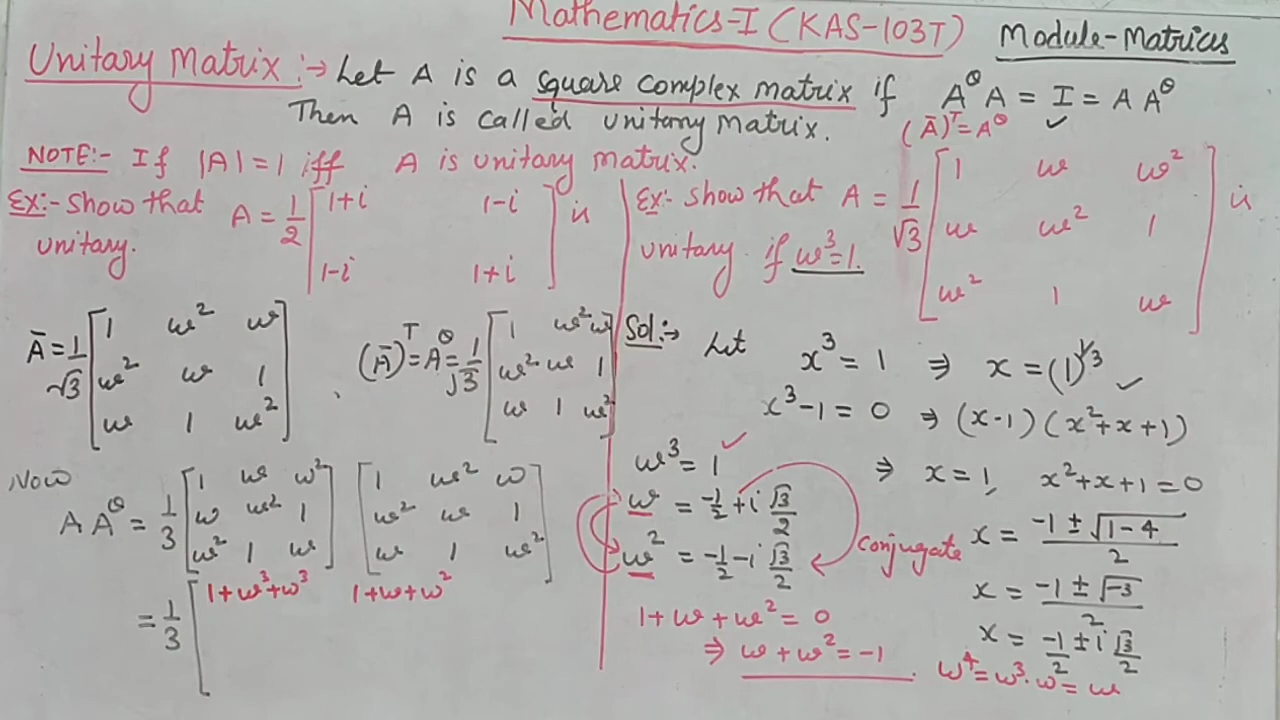 Mathematics-I (KAS-103T) Module-Matrices
Unitary Matrix :→ Let A is a square complex matrix if A^θ A = I = A A^θ
Then A is called unitary matrix. (Ā)^T = A^θ ✓
NOTE:- If |A| = 1 iff A is unitary matrix.
Ex:- Show that A = 1/2 [1+i 1-i
1-i 1+i] is
unitary.
Ex:- Show that A = 1/√3 [1 ω ω²
ω ω² 1
ω² 1 ω] is
unitary if ω³=1.
Ā = 1/√3 [1 ω² ω
ω² ω 1
ω 1 ω²] ,
(Ā)^T = A^θ = 1/√3 [1 ω² ω
ω² ω 1
ω 1 ω²]
Now
A A^θ = 1/3 [1 ω ω²
ω ω² 1
ω² 1 ω] [1 ω² ω
ω² ω 1
ω 1 ω²]
= 1/3 [1+ω³+ω³ 1+ω+ω²
Sol:→ Let x³ = 1 ⇒ x = (1)^1/3 ✓
x³-1 = 0 ⇒ (x-1)(x²+x+1)
⇒ x = 1, x²+x+1 = 0
x = -1 ± √1-4 / 2
x = -1 ± √-3 / 2
x = -1/2 ± i √3/2
ω³ = 1 ✓
ω = -1/2 + i √3/2
ω² = -1/2 - i √3/2
conjugate
1 + ω + ω² = 0
⇒ ω + ω² = -1.
ω⁴ = ω³·ω = ω